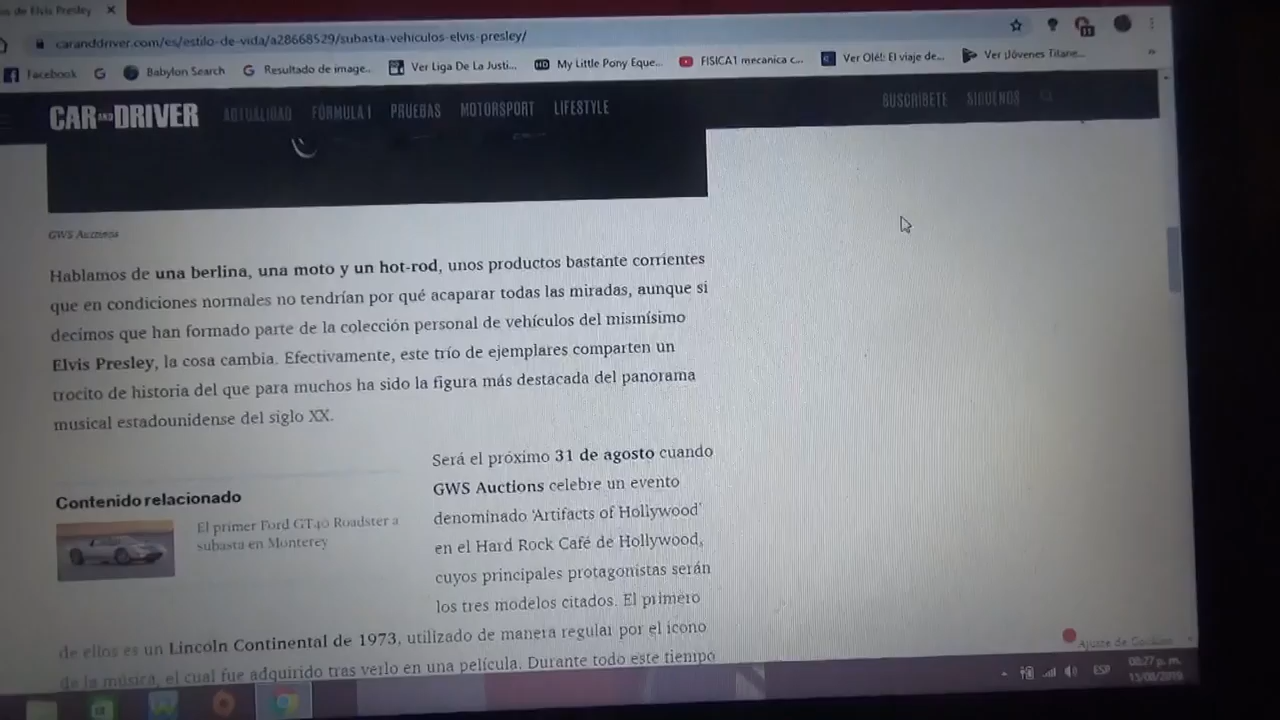 de Elvis Presley
caranddriver.com/es/estilo-de-vida/a28668529/subasta-vehiculos-elvis-presley/
Facebook
Babylon Search
Resultado de image...
Ver Liga De La Justi...
My Little Pony Eque...
FISICA1 mecanica c...
Ver Olé!: El viaje de...
Ver ¡Jóvenes Titane...
CAR AND DRIVER
ACTUALIDAD
FÓRMULA 1
PRUEBAS
MOTORSPORT
LIFESTYLE
SUSCRÍBETE
SÍGUENOS
GWS Auctions
Hablamos de una berlina, una moto y un hot-rod, unos productos bastante corrientes
que en condiciones normales no tendrían por qué acaparar todas las miradas, aunque si
decimos que han formado parte de la colección personal de vehículos del mismísimo
Elvis Presley, la cosa cambia. Efectivamente, este trío de ejemplares comparten un
trocito de historia del que para muchos ha sido la figura más destacada del panorama
musical estadounidense del siglo XX.
Contenido relacionado
El primer Ford GT40 Roadster a
subasta en Monterey
Será el próximo 31 de agosto cuando
GWS Auctions celebre un evento
denominado 'Artifacts of Hollywood'
en el Hard Rock Café de Hollywood,
cuyos principales protagonistas serán
los tres modelos citados. El primero
de ellos es un Lincoln Continental de 1973, utilizado de manera regular por el icono
de la música, el cual fue adquirido tras verlo en una película. Durante todo este tiempo
Ajuste de Cookies
ESP
08:27 p. m.
13/08/2019